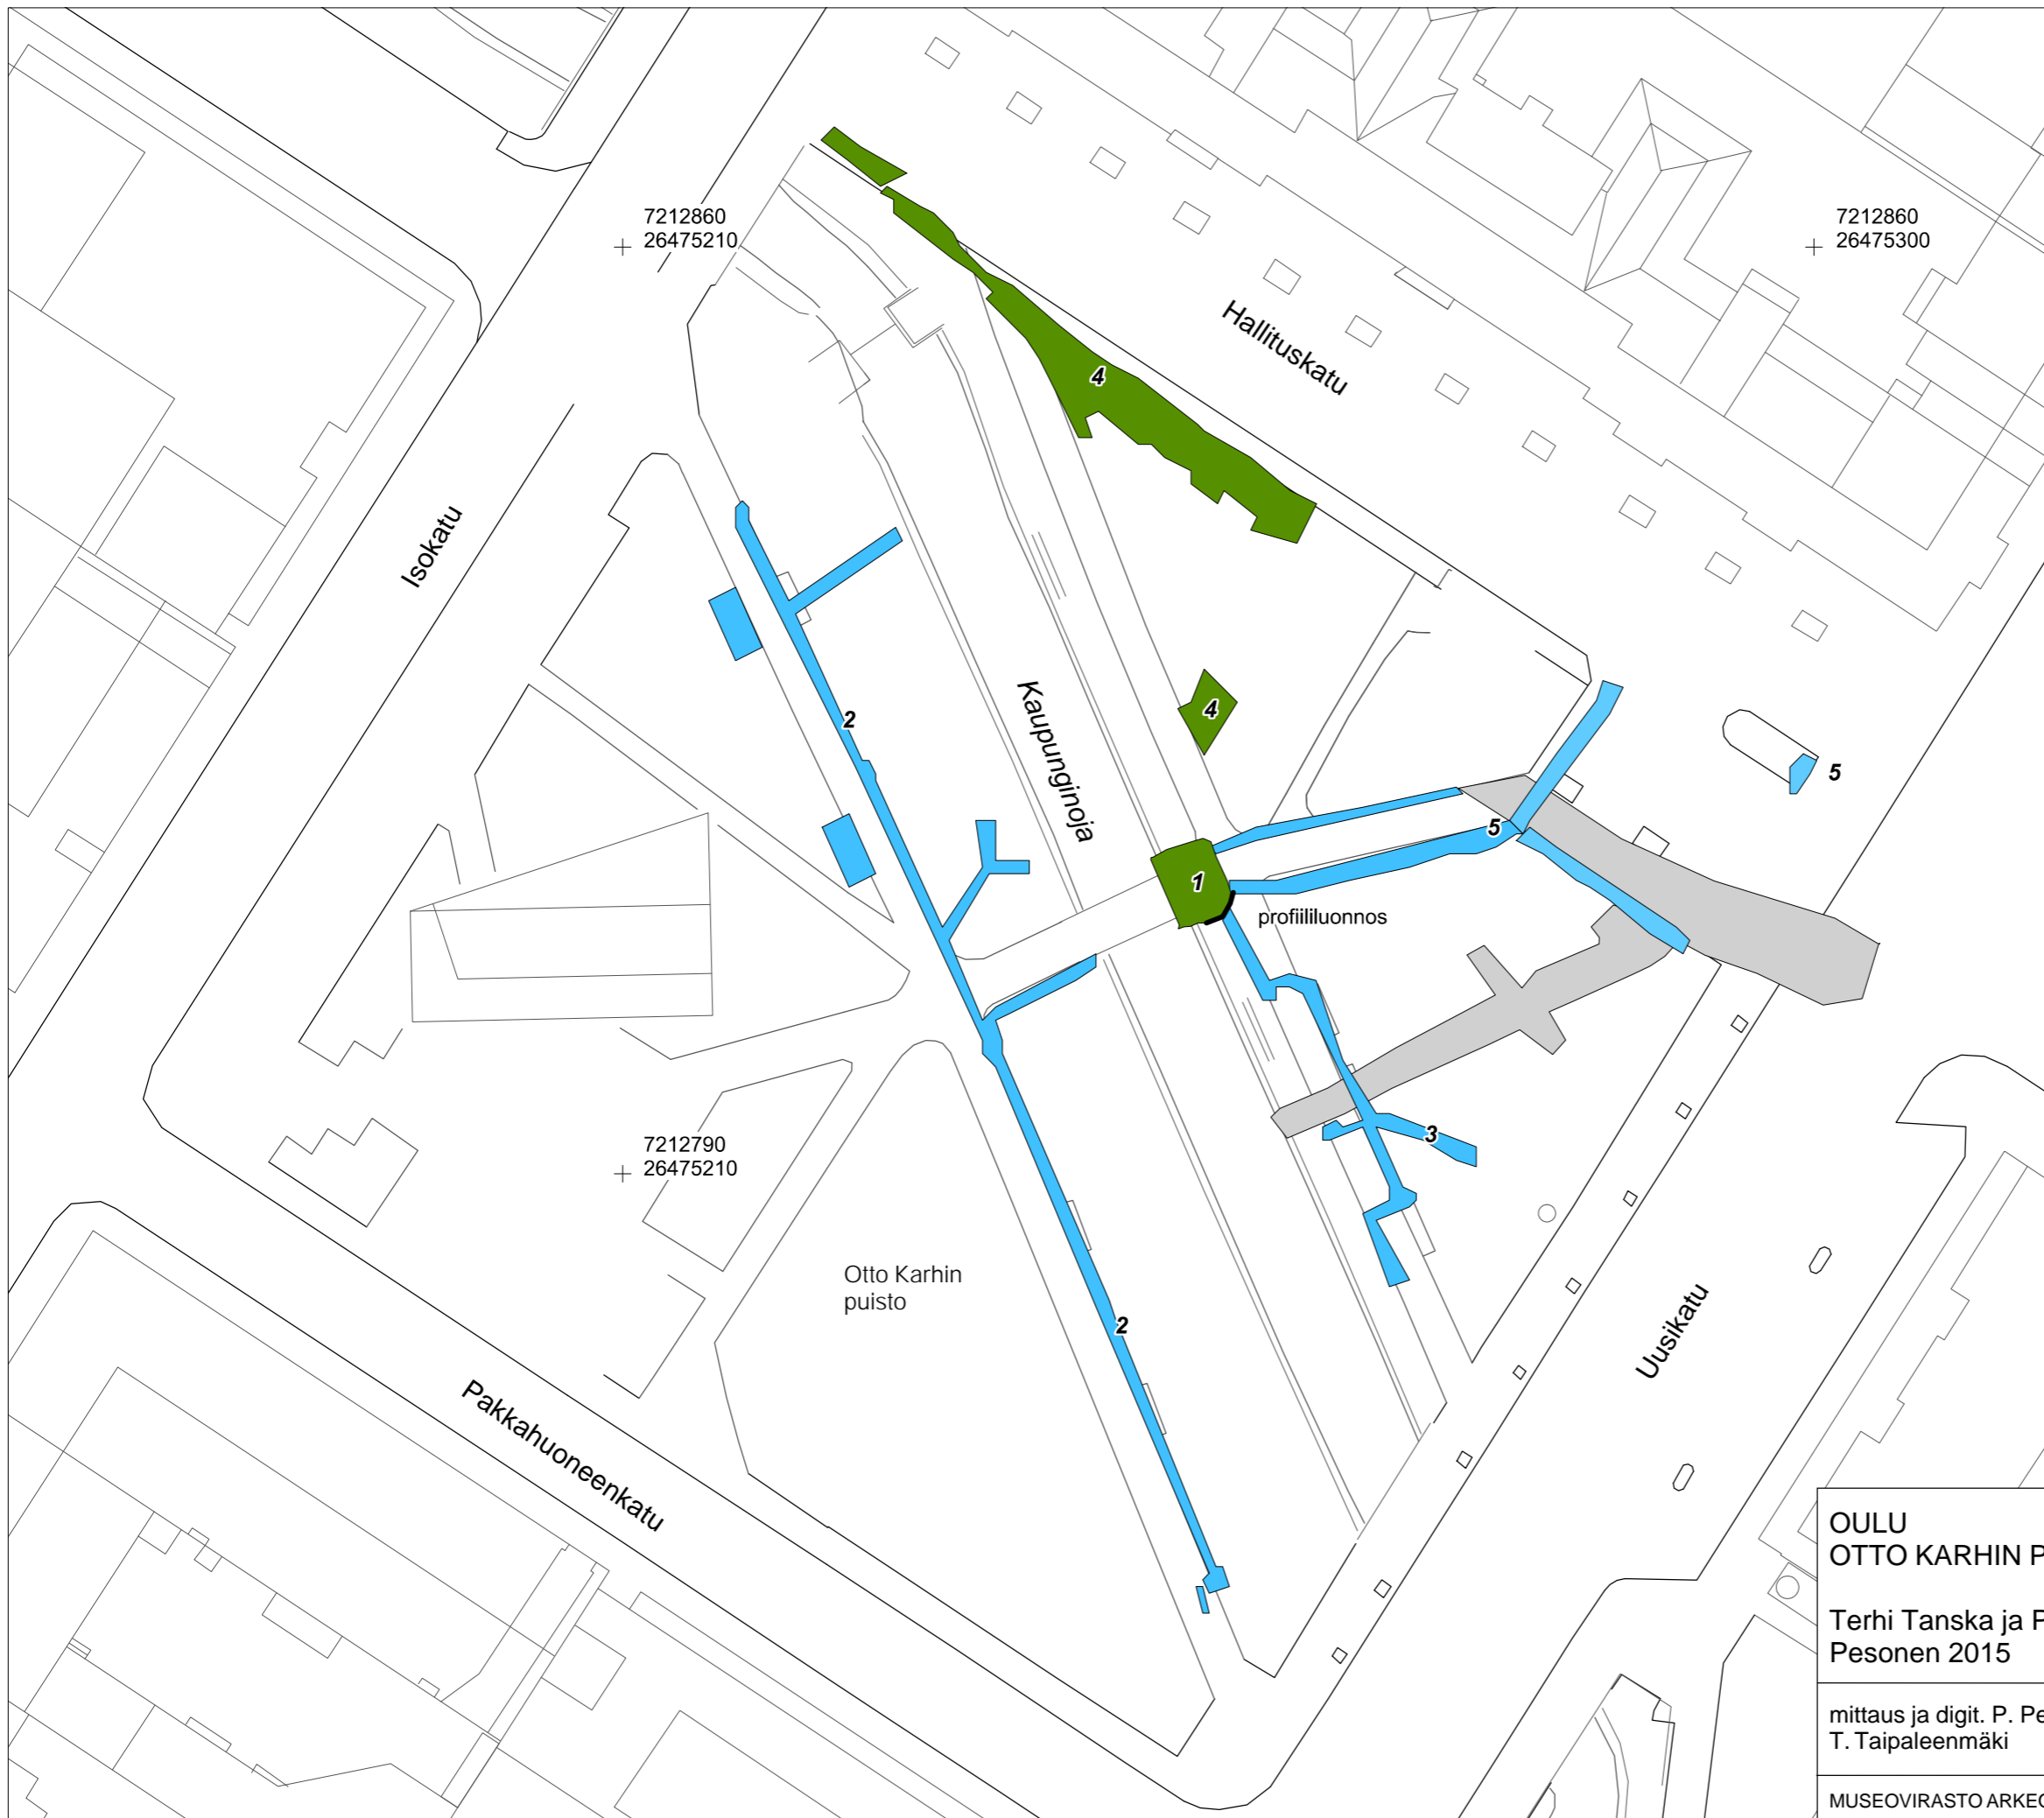 7212860
26475210
7212860
26475300
Hallituskatu
4
Isokatu
2
Kaupunginoja
4
5
5
1
profiililuonnos
3
7212790
26475210
Otto Karhin
puisto
2
Uusikatu
Pakkahuoneenkatu
OULU
OTTO KARHIN P
Terhi Tanska ja P
Pesonen 2015
mittaus ja digit. P. Pe
T. Taipaleenmäki
MUSEOVIRASTO ARKEO